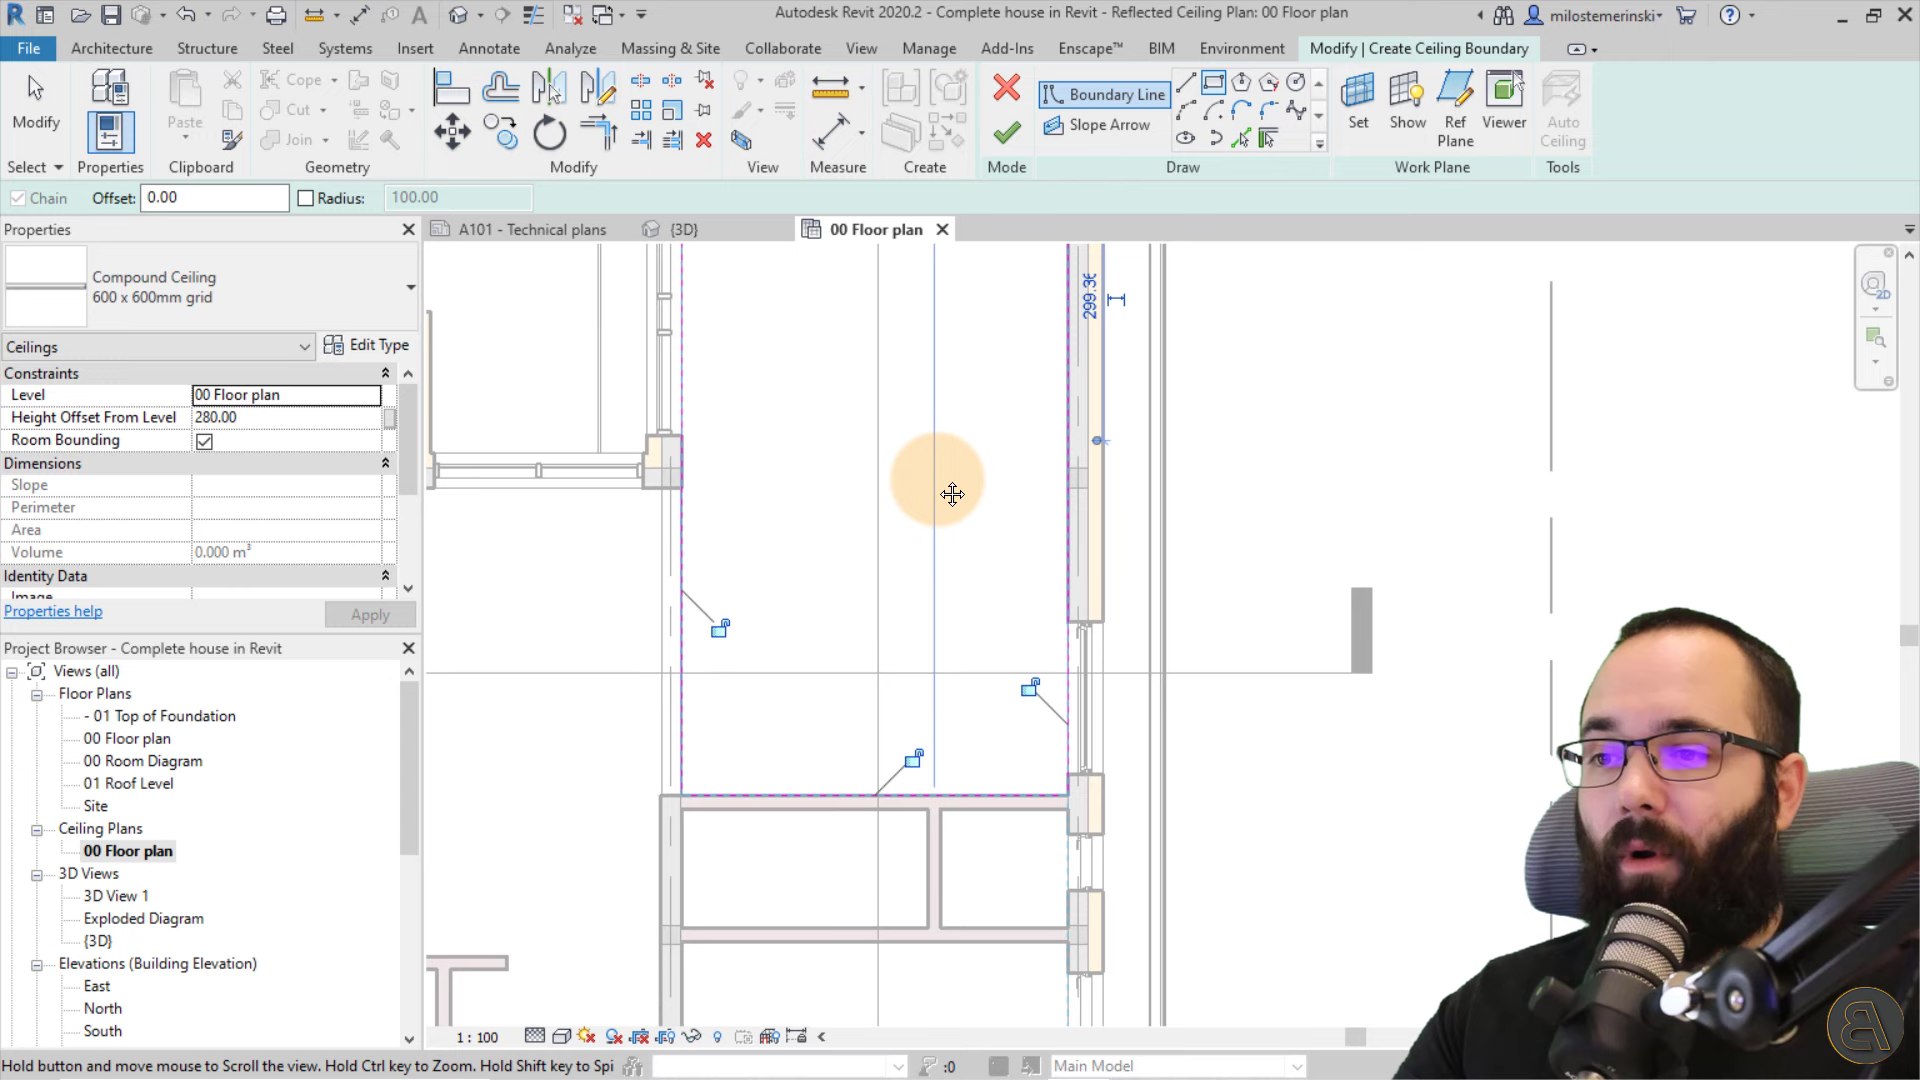 Autodesk Revit 2020.2 - Complete house in Revit - Reflected Ceiling Plan: 00 Floor plan
milostemerinski
File Architecture Structure Steel Systems Insert Annotate Analyze Massing & Site Collaborate View Manage Add-Ins Enscape™ BIM Environment Modify | Create Ceiling Boundary
Modify
Paste
Cope
Cut
Join
Boundary Line
Slope Arrow
Set
Show
Ref
Plane
Viewer
Auto
Ceiling
Select Properties Clipboard Geometry Modify View Measure Create Mode Draw Work Plane Tools
Chain Offset: 0.00 Radius: 100.00
Properties
A101 - Technical plans
{3D}
00 Floor plan
Compound Ceiling
600 x 600mm grid
Ceilings
Edit Type
Constraints
Level 00 Floor plan
Height Offset From Level 280.00
Room Bounding
Dimensions
Slope
Perimeter
Area
Volume 0.000 m³
Identity Data
Image
Properties help
Apply
Project Browser - Complete house in Revit
Views (all)
Floor Plans
- 01 Top of Foundation
00 Floor plan
00 Room Diagram
01 Roof Level
Site
Ceiling Plans
00 Floor plan
3D Views
3D View 1
Exploded Diagram
{3D}
Elevations (Building Elevation)
East
North
South
299.36
2D
1 : 100
Hold button and move mouse to Scroll the view. Hold Ctrl key to Zoom. Hold Shift key to Spi
:0
Main Model